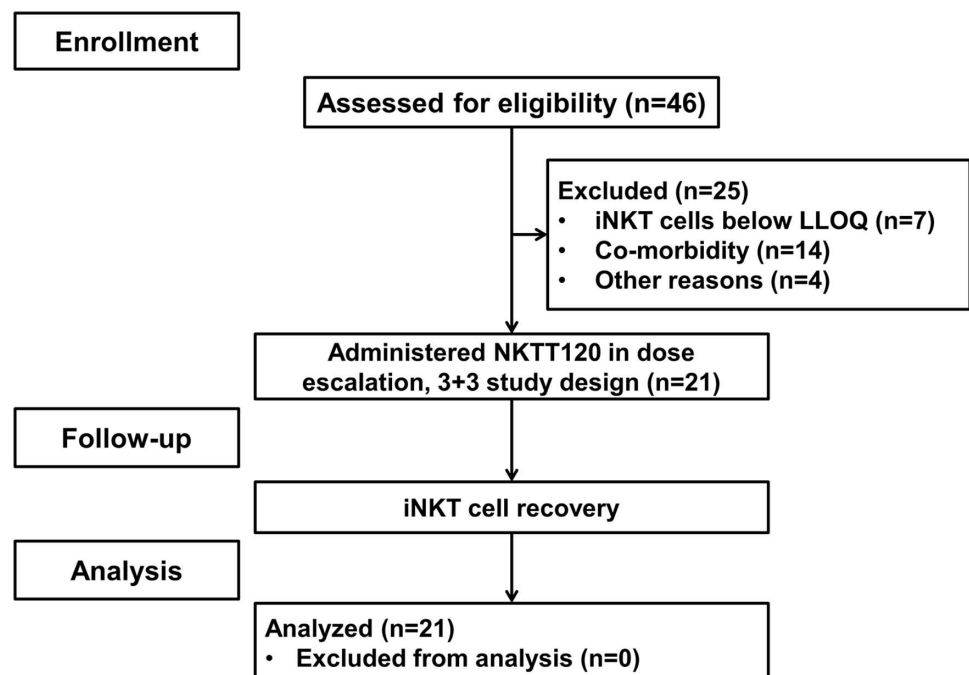 Enrollment
Assessed for eligibility (n=46)
Excluded (n=25)
• iNKT cells below LLOQ (n=7)
• Co-morbidity (n=14)
• Other reasons (n=4)
Administered NKTT120 in dose
escalation, 3+3 study design (n=21)
Follow-up
iNKT cell recovery
Analysis
Analyzed (n=21)
• Excluded from analysis (n=0)